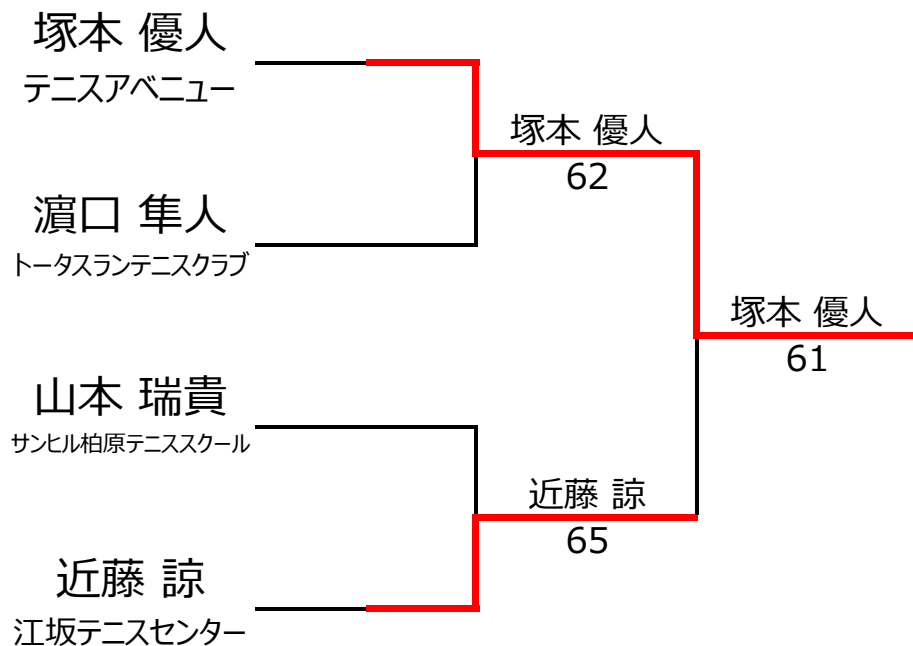 塚本 優人
テニスアベニュー
塚本 優人
62
濵口 隼人
トータスランテニスクラブ
塚本 優人
61
山本 瑞貴
サンヒル柏原テニススクール
近藤 諒
65
近藤 諒
江坂テニスセンター